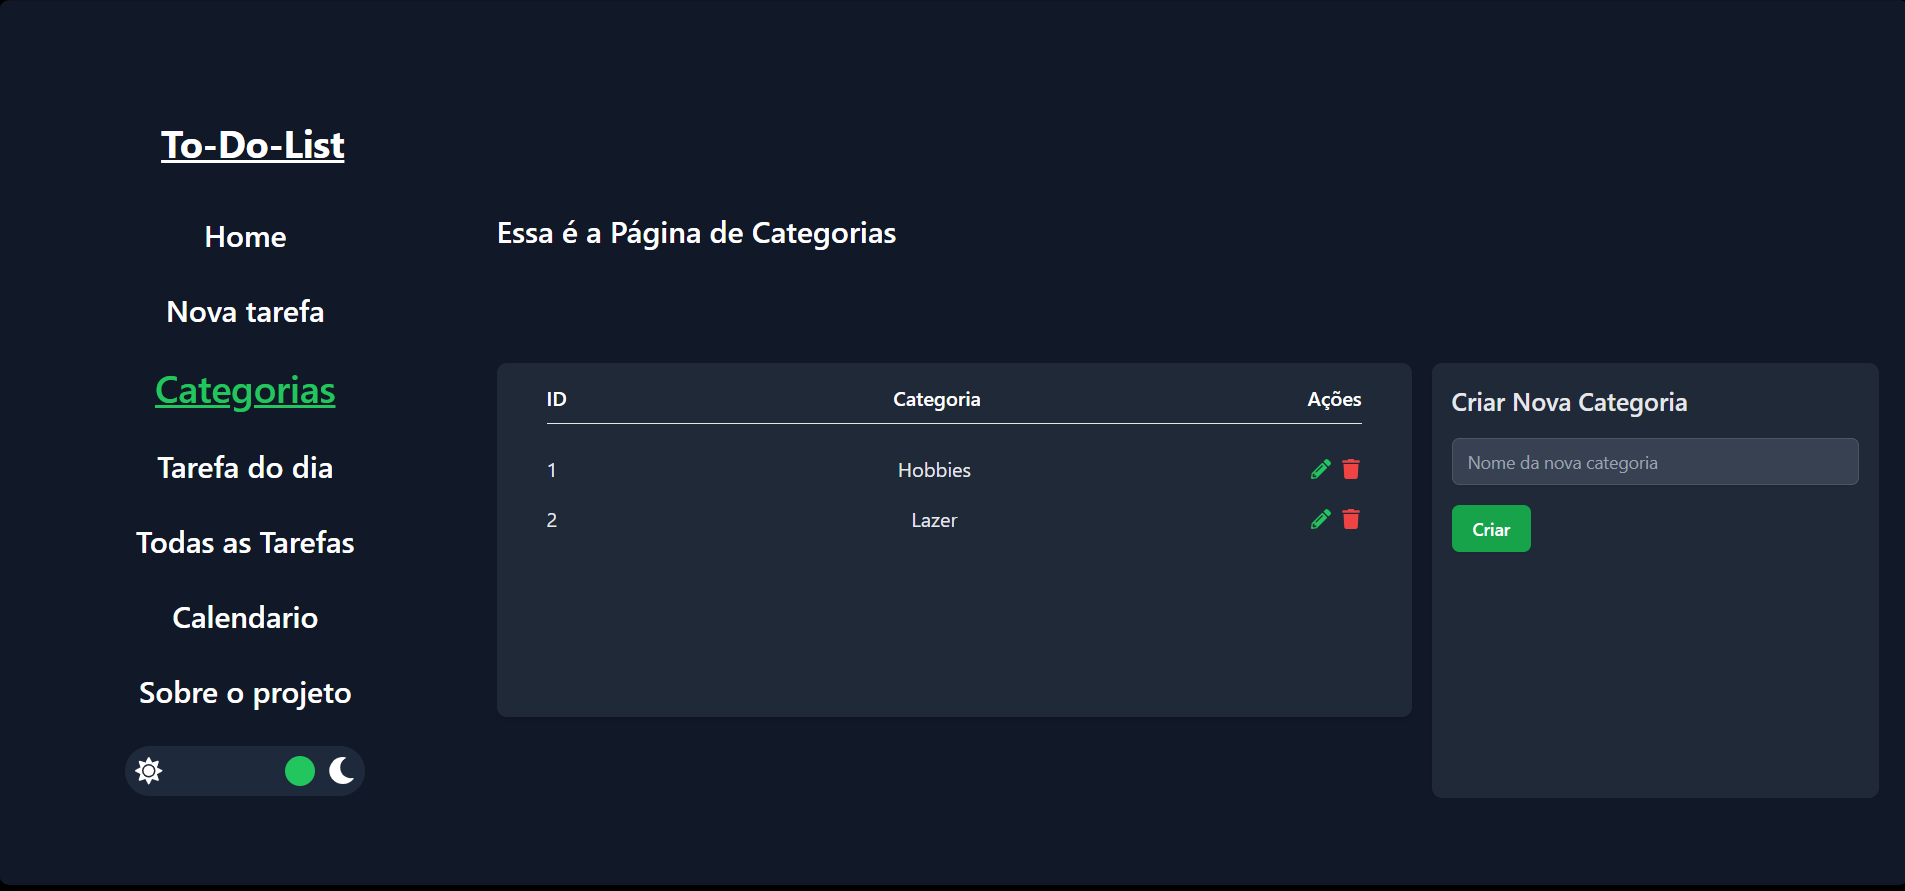 To-Do-List
Home
Nova tarefa
Categorias
Tarefa do dia
Todas as Tarefas
Calendario
Sobre o projeto
Essa é a Página de Categorias
ID Categoria Ações
1 Hobbies
2 Lazer
Criar Nova Categoria
Nome da nova categoria
Criar